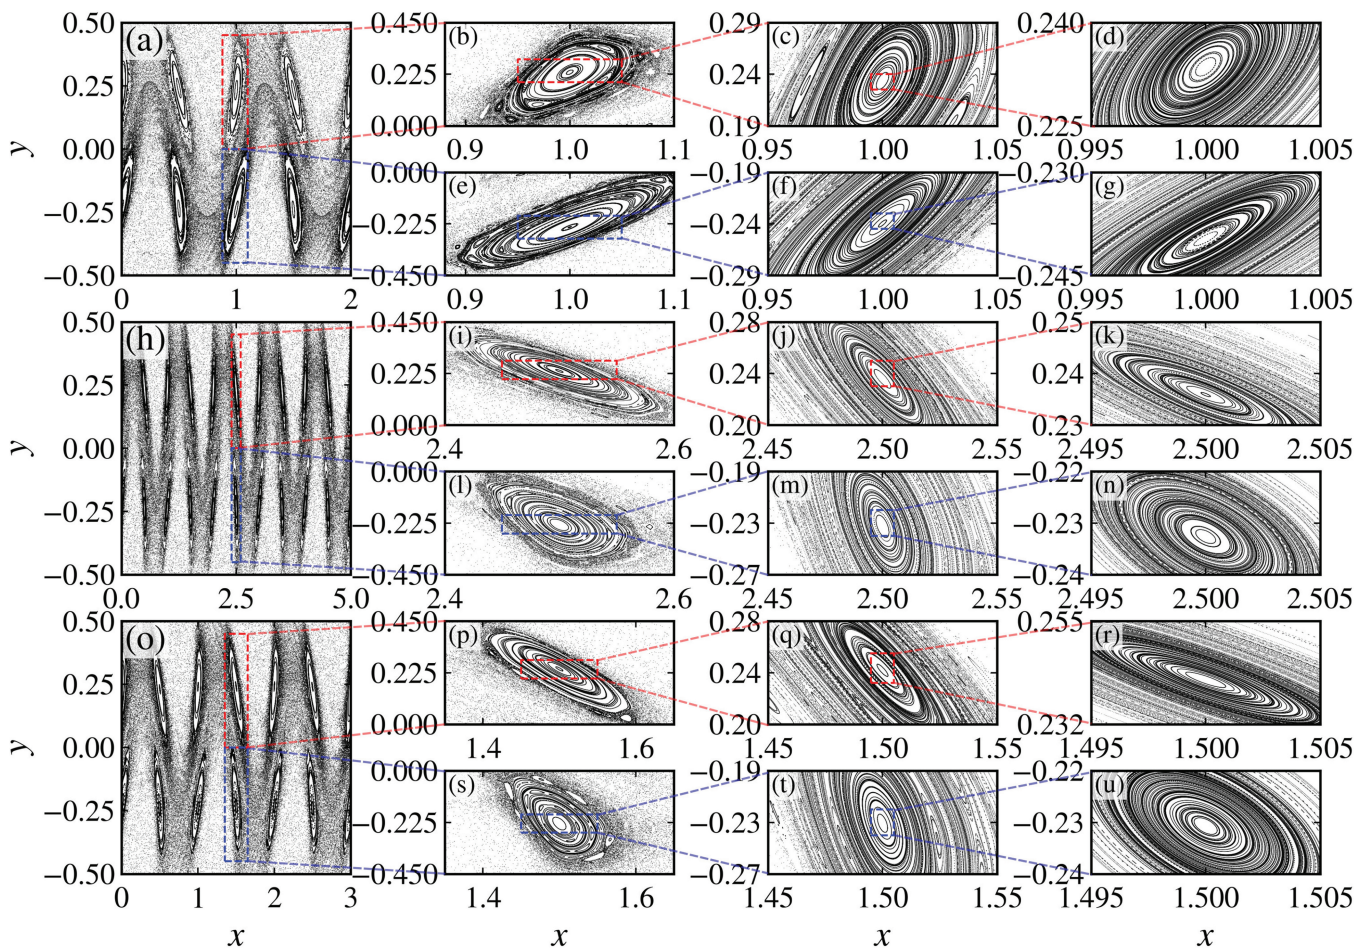 0.50 (a) 0.450 (b) 0.29 (c) 0.240 (d)
0.25 0.225 0.24
0.00 0.000 0.19 0.225
0.9 1.0 1.1 0.95 1.00 1.05 0.995 1.000 1.005
y
0.000 (e) −0.19 (f) −0.230 (g)
−0.25 −0.225 −0.24
−0.50 −0.450 −0.29 −0.245
0 1 2 0.9 1.0 1.1 0.95 1.00 1.05 0.995 1.000 1.005
0.50 (h) 0.450 (i) 0.28 (j) 0.25 (k)
0.25 0.225 0.24 0.24
0.00 0.000 0.20 0.23
2.4 2.6 2.45 2.50 2.55 2.495 2.500 2.505
y
0.000 (l) −0.19 (m) −0.22 (n)
−0.25 −0.225 −0.23 −0.23
−0.50 −0.450 −0.27 −0.24
0.0 2.5 5.0 2.4 2.6 2.45 2.50 2.55 2.495 2.500 2.505
0.50 (o) 0.450 (p) 0.28 (q) 0.255 (r)
0.25 0.225 0.24
0.00 0.000 0.20 0.232
1.4 1.6 1.45 1.50 1.55 1.495 1.500 1.505
y
0.000 (s) −0.19 (t) −0.22 (u)
−0.25 −0.225 −0.23 −0.23
−0.50 −0.450 −0.27 −0.24
0 1 2 3 1.4 1.6 1.45 1.50 1.55 1.495 1.500 1.505
x x x x